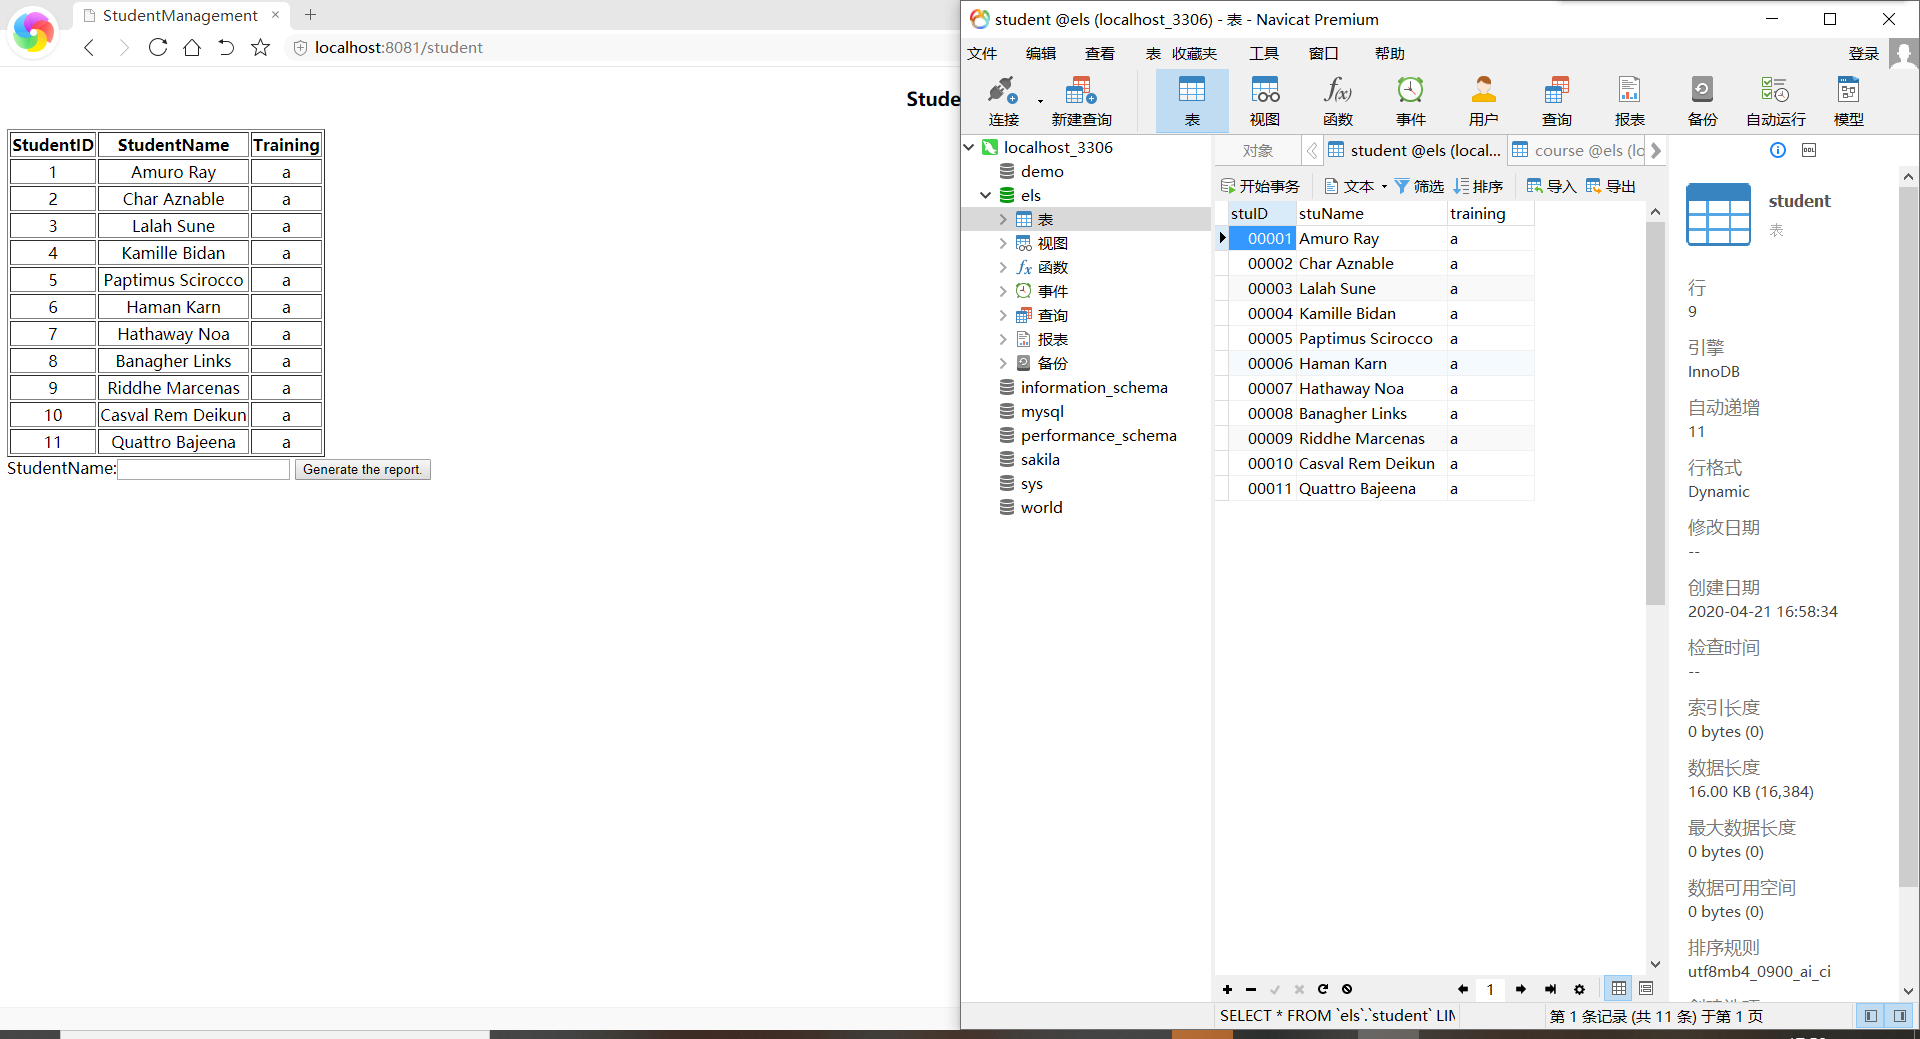 StudentManagement
localhost:8081/student
Stude
StudentID StudentName Training
1 Amuro Ray a
2 Char Aznable a
3 Lalah Sune a
4 Kamille Bidan a
5 Paptimus Scirocco a
6 Haman Karn a
7 Hathaway Noa a
8 Banagher Links a
9 Riddhe Marcenas a
10 Casval Rem Deikun a
11 Quattro Bajeena a
StudentName: Generate the report.
student @els (localhost_3306) - 表 - Navicat Premium
文件 编辑 查看 表 收藏夹 工具 窗口 帮助 登录
连接 新建查询 表 视图 函数 事件 用户 查询 报表 备份 自动运行 模型
localhost_3306
demo
els
表
视图
函数
事件
查询
报表
备份
information_schema
mysql
performance_schema
sakila
sys
world
对象 student @els (local... course @els (lo
开始事务 文本 筛选 排序 导入 导出
stuID stuName training
00001 Amuro Ray a
00002 Char Aznable a
00003 Lalah Sune a
00004 Kamille Bidan a
00005 Paptimus Scirocco a
00006 Haman Karn a
00007 Hathaway Noa a
00008 Banagher Links a
00009 Riddhe Marcenas a
00010 Casval Rem Deikun a
00011 Quattro Bajeena a
1
SELECT * FROM `els`.`student` LIM
第 1 条记录 (共 11 条) 于第 1 页
DDL
student
表
行
9
引擎
InnoDB
自动递增
11
行格式
Dynamic
修改日期
--
创建日期
2020-04-21 16:58:34
检查时间
--
索引长度
0 bytes (0)
数据长度
16.00 KB (16,384)
最大数据长度
0 bytes (0)
数据可用空间
0 bytes (0)
排序规则
utf8mb4_0900_ai_ci